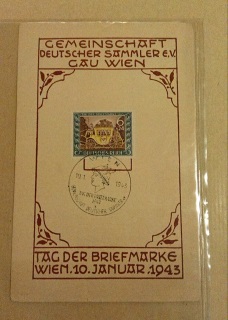 GEMEINSCHAFT
DEUTSCHER SAMMLER E.V.
GAU WIEN
TAG DER BRIEFMARKE
WIEN.10.JANUAR.1943